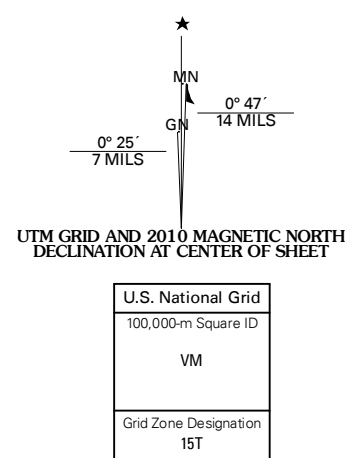 MN
0° 47´
14 MILS
GN
0° 25´
7 MILS
UTM GRID AND 2010 MAGNETIC NORTH
DECLINATION AT CENTER OF SHEET
U.S. National Grid
100,000-m Square ID
VM
Grid Zone Designation
15T